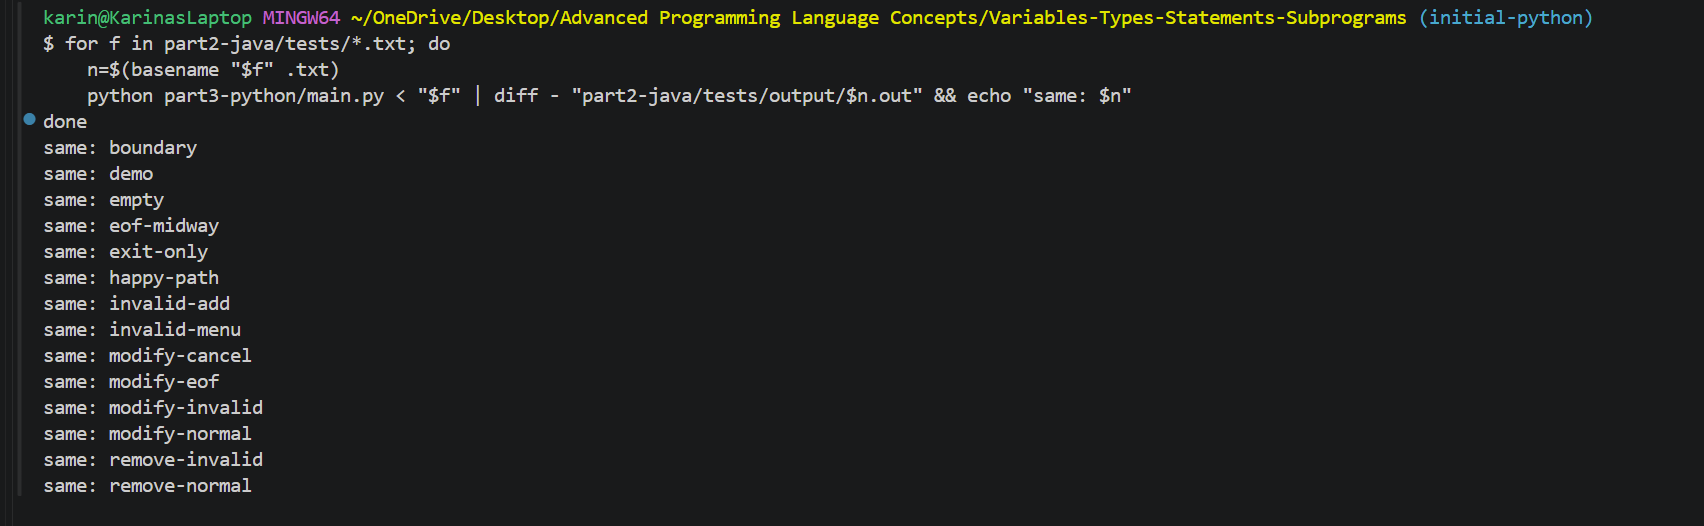 karin@KarinasLaptop MINGW64 ~/OneDrive/Desktop/Advanced Programming Language Concepts/Variables-Types-Statements-Subprograms (initial-python)
$ for f in part2-java/tests/*.txt; do
    n=$(basename "$f" .txt)
    python part3-python/main.py < "$f" | diff - "part2-java/tests/output/$n.out" && echo "same: $n"
done
same: boundary
same: demo
same: empty
same: eof-midway
same: exit-only
same: happy-path
same: invalid-add
same: invalid-menu
same: modify-cancel
same: modify-eof
same: modify-invalid
same: modify-normal
same: remove-invalid
same: remove-normal